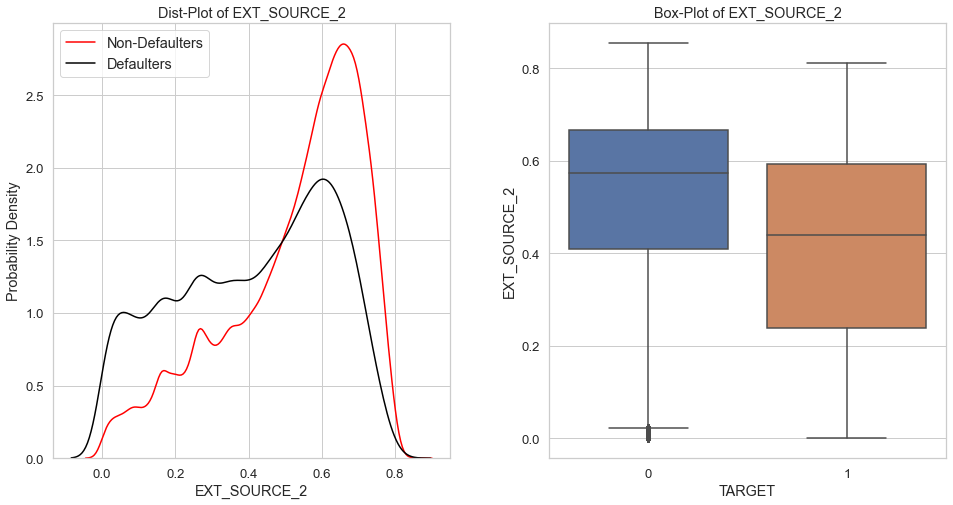 Dist-Plot of EXT_SOURCE_2
Non-Defaulters
Defaulters
Probability Density
2.5
2.0
1.5
1.0
0.5
0.0
0.0 0.2 0.4 0.6 0.8
EXT_SOURCE_2
Box-Plot of EXT_SOURCE_2
EXT_SOURCE_2
0.8
0.6
0.4
0.2
0.0
0 1
TARGET